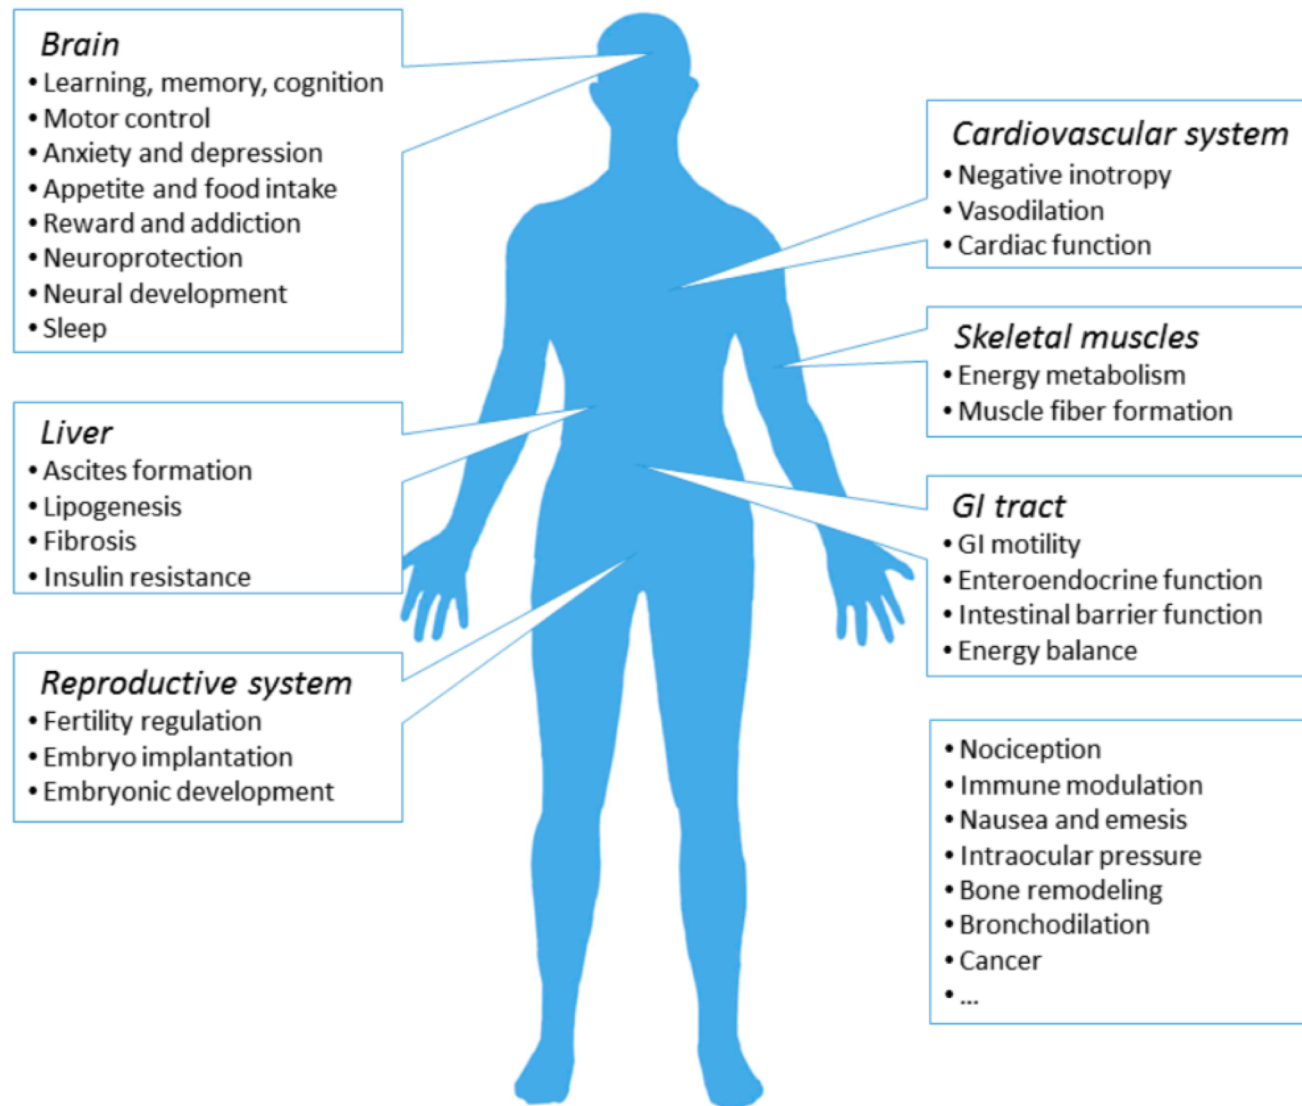 Brain
• Learning, memory, cognition
• Motor control
• Anxiety and depression
• Appetite and food intake
• Reward and addiction
• Neuroprotection
• Neural development
• Sleep
Liver
• Ascites formation
• Lipogenesis
• Fibrosis
• Insulin resistance
Reproductive system
• Fertility regulation
• Embryo implantation
• Embryonic development
Cardiovascular system
• Negative inotropy
• Vasodilation
• Cardiac function
Skeletal muscles
• Energy metabolism
• Muscle fiber formation
GI tract
• GI motility
• Enteroendocrine function
• Intestinal barrier function
• Energy balance
• Nociception
• Immune modulation
• Nausea and emesis
• Intraocular pressure
• Bone remodeling
• Bronchodilation
• Cancer
• ...